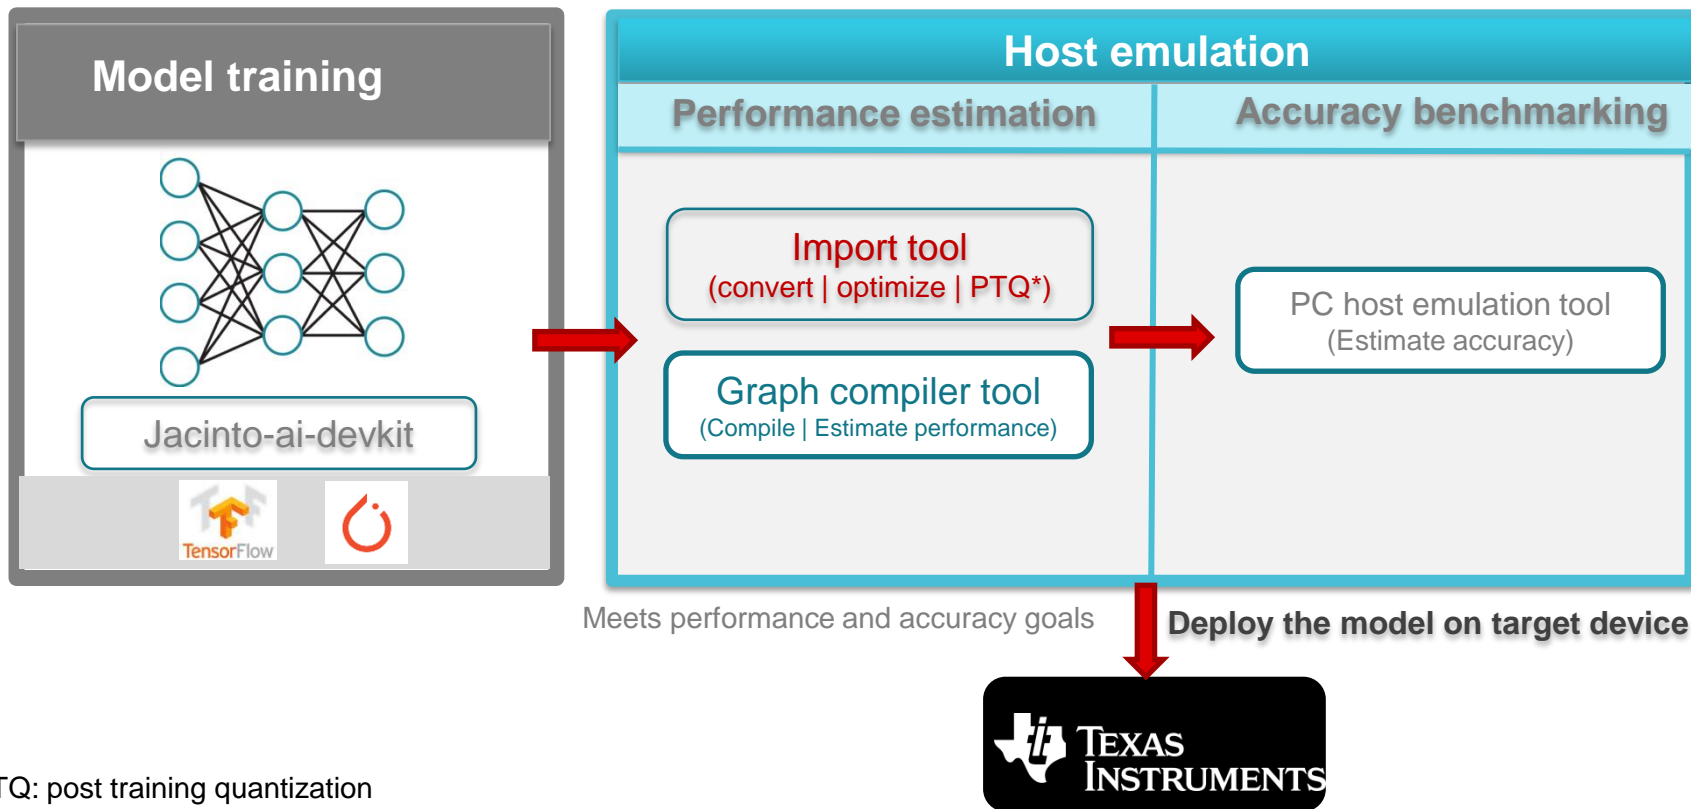 Model training
Jacinto-ai-devkit
TensorFlow
Host emulation
Performance estimation
Accuracy benchmarking
Import tool
(convert | optimize | PTQ*)
Graph compiler tool
(Compile | Estimate performance)
PC host emulation tool
(Estimate accuracy)
Meets performance and accuracy goals
Deploy the model on target device
TEXAS
INSTRUMENTS
TQ: post training quantization